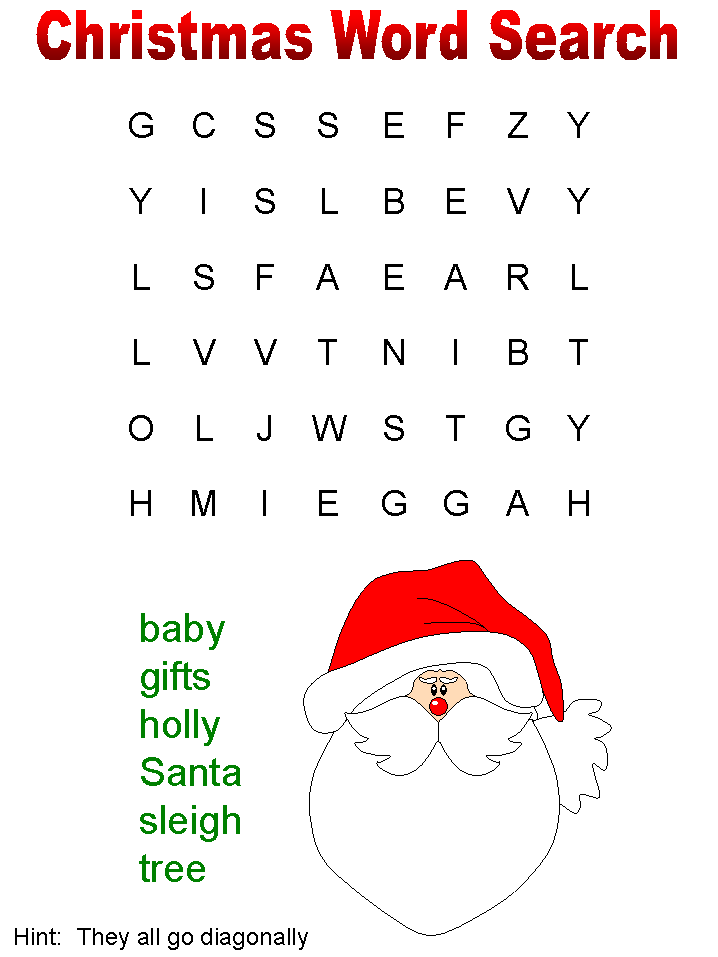 Christmas Word Search
G C S S E F Z Y
Y I S L B E V Y
L S F A E A R L
L V V T N I B T
O L J W S T G Y
H M I E G G A H
baby
gifts
holly
Santa
sleigh
tree
Hint: They all go diagonally